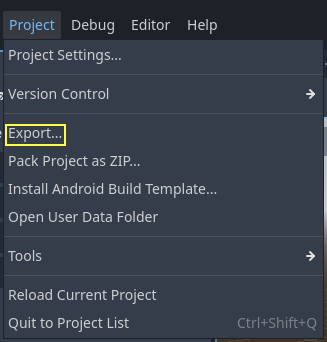 Project Debug Editor Help
Project Settings...
Version Control
Export...
Pack Project as ZIP...
Install Android Build Template...
Open User Data Folder
Tools
Reload Current Project
Quit to Project List Ctrl+Shift+Q